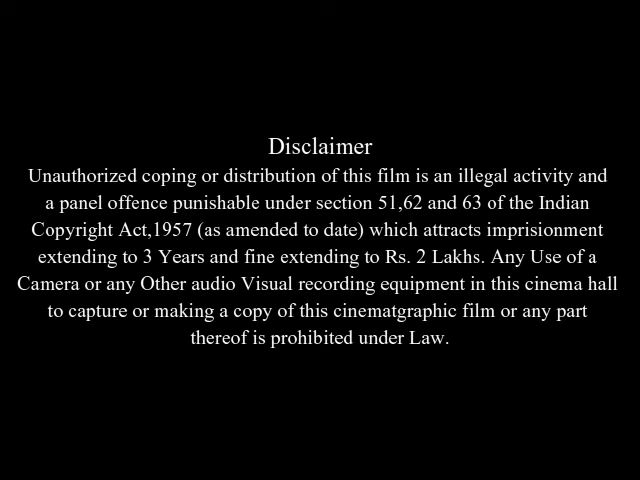 Disclaimer
Unauthorized coping or distribution of this film is an illegal activity and
a panel offence punishable under section 51,62 and 63 of the Indian
Copyright Act,1957 (as amended to date) which attracts imprisionment
extending to 3 Years and fine extending to Rs. 2 Lakhs. Any Use of a
Camera or any Other audio Visual recording equipment in this cinema hall
to capture or making a copy of this cinematgraphic film or any part
thereof is prohibited under Law.